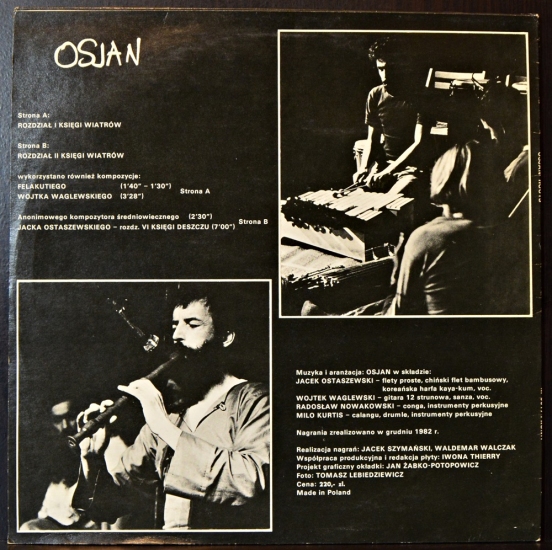 OSJAN
Strona A:
ROZDZIAŁ I KSIĘGI WIATRÓW
Strona B:
ROZDZIAŁ II KSIĘGI WIATRÓW
wykorzystano również kompozycje:
FELAKUTIEGO (1'40" – 1'30")
WOJTKA WAGLEWSKIEGO (3'28") Strona A
Anonimowego kompozytora średniowiecznego (2'30")
JACKA OSTASZEWSKIEGO – rozdz. VI KSIĘGI DESZCZU (7'00") Strona B
Muzyka i aranżacja: OSJAN w składzie:
JACEK OSTASZEWSKI – flety proste, chiński flet bambusowy,
koreańska harfa kaya-kum, voc.
WOJTEK WAGLEWSKI – gitara 12 strunowa, sanza, voc.
RADOSŁAW NOWAKOWSKI – conga, instrumenty perkusyjne
MILO KURTIS – calangu, drumle, instrumenty perkusyjne
Nagrania zrealizowano w grudniu 1982 r.
Realizacja nagrań: JACEK SZYMAŃSKI, WALDEMAR WALCZAK
Współpraca produkcyjna i redakcja płyty: IWONA THIERRY
Projekt graficzny okładki: JAN ŻABKO-POTOPOWICZ
Foto: TOMASZ LEBIEDZIEWICZ
Cena: 220,- zł.
Made in Poland